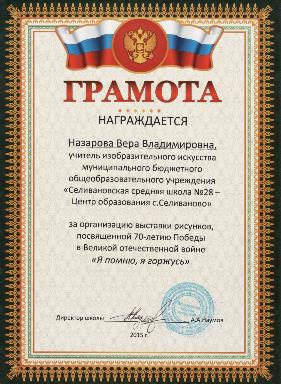 ГРАМОТА
НАГРАЖДАЕТСЯ
Назарова Вера Владимировна,
учитель изобразительного искусства
муниципального бюджетного
общеобразовательного учреждения
«Селивановская средняя школа №28 –
Центр образования с.Селиваново»
за организацию выставки рисунков,
посвященной 70-летию Победы
в Великой отечественной войне
«Я помню, я горжусь»
Директор школы А.А.Наумов
2015 г.